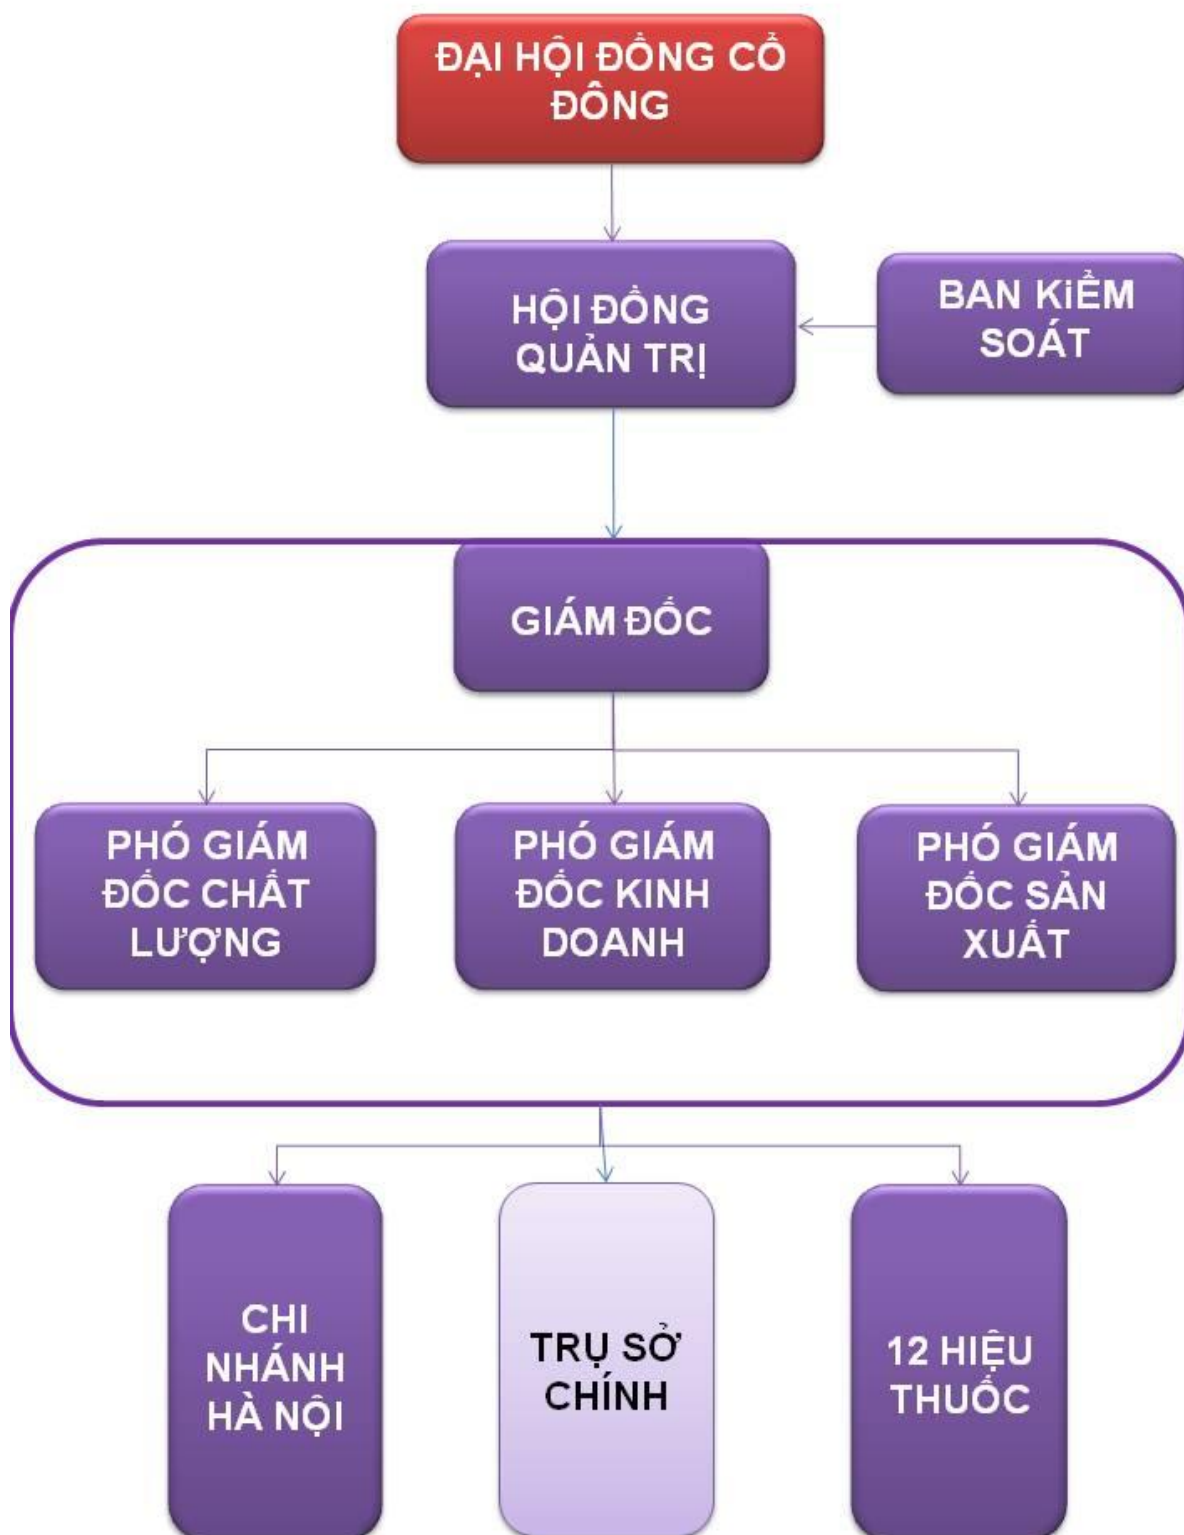 ĐẠI HỘI ĐỒNG CỔ
ĐÔNG
HỘI ĐỒNG
QUẢN TRỊ
BAN KiỂM
SOÁT
GIÁM ĐỐC
PHÓ GIÁM
ĐỐC CHẤT
LƯỢNG
PHÓ GIÁM
ĐỐC KINH
DOANH
PHÓ GIÁM
ĐỐC SẢN
XUẤT
CHI
NHÁNH
HÀ NỘI
TRỤ SỞ
CHÍNH
12 HIỆU
THUỐC